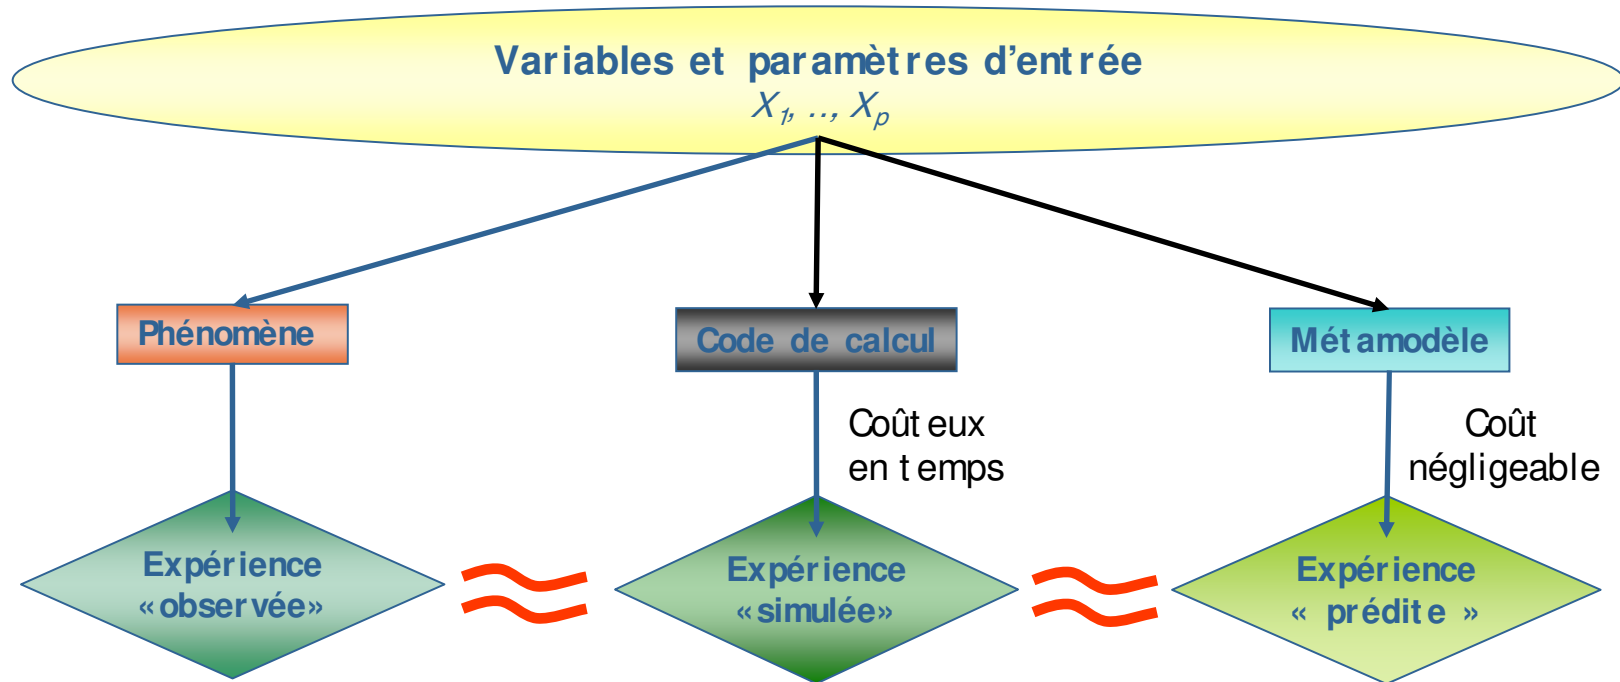 Variables et paramètres d'entrée
X1, .., Xp
Phénomène
Code de calcul
Métamodèle
Coûteux
en temps
Coût
négligeable
Expérience
«observée»
Expérience
«simulée»
Expérience
« prédite »